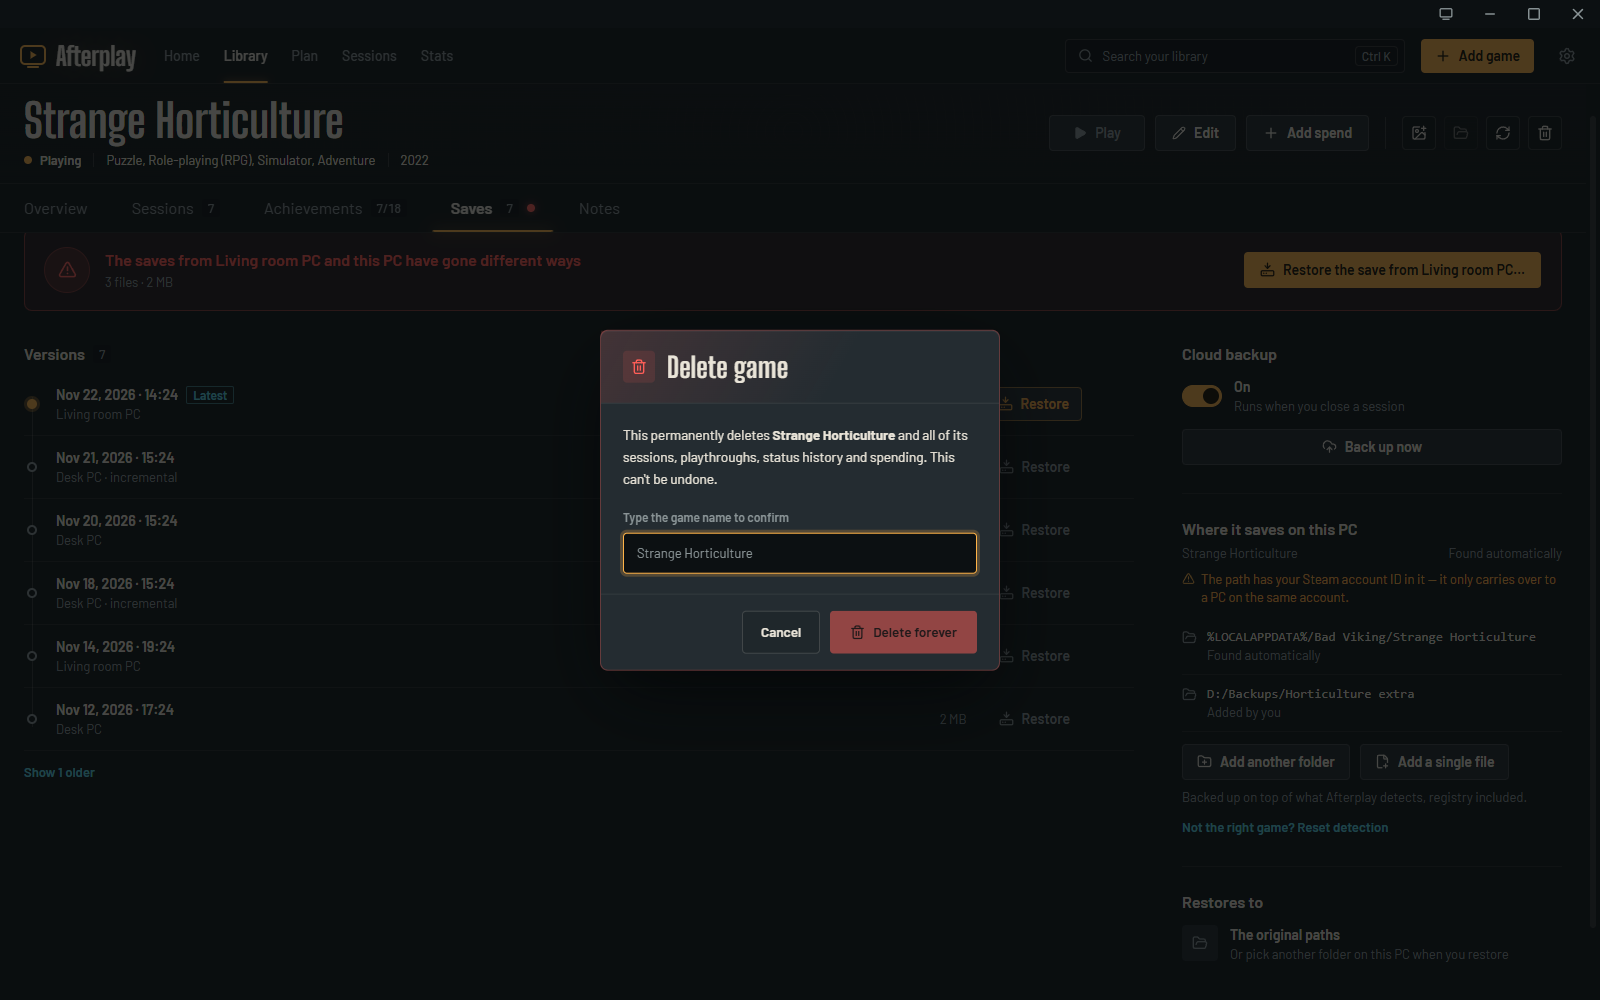 Afterplay
Home
Library
Plan
Sessions
Stats
Search your library
Ctrl K
Add game
Strange Horticulture
Playing
Puzzle, Role-playing (RPG), Simulator, Adventure
2022
Play
Edit
Add spend
Overview
Sessions 7
Achievements 7/18
Saves 7
Notes
The saves from Living room PC and this PC have gone different ways
3 files · 2 MB
Restore the save from Living room PC...
Versions 7
Nov 22, 2026 · 14:24 Latest
Living room PC
Restore
Nov 21, 2026 · 15:24
Desk PC · incremental
Restore
Nov 20, 2026 · 15:24
Desk PC
Restore
Nov 18, 2026 · 15:24
Desk PC · incremental
Restore
Nov 14, 2026 · 19:24
Living room PC
Restore
Nov 12, 2026 · 17:24
Desk PC
2 MB
Restore
Show 1 older
Delete game
This permanently deletes Strange Horticulture and all of its
sessions, playthroughs, status history and spending. This
can't be undone.
Type the game name to confirm
Strange Horticulture
Cancel
Delete forever
Cloud backup
On
Runs when you close a session
Back up now
Where it saves on this PC
Strange Horticulture
Found automatically
The path has your Steam account ID in it — it only carries over to
a PC on the same account.
%LOCALAPPDATA%/Bad Viking/Strange Horticulture
Found automatically
D:/Backups/Horticulture extra
Added by you
Add another folder
Add a single file
Backed up on top of what Afterplay detects, registry included.
Not the right game? Reset detection
Restores to
The original paths
Or pick another folder on this PC when you restore